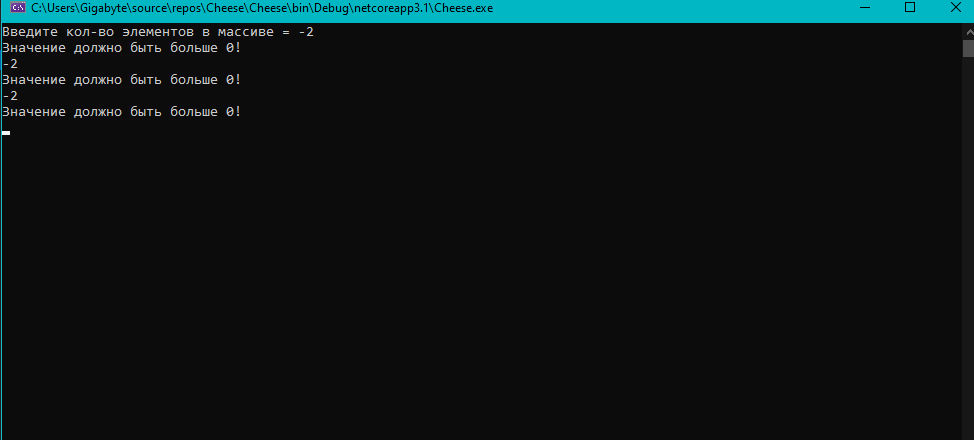 C:\Users\Gigabyte\source\repos\Cheese\Cheese\bin\Debug\netcoreapp3.1\Cheese.exe
Введите кол-во элементов в массиве = -2
Значение должно быть больше 0!
-2
Значение должно быть больше 0!
-2
Значение должно быть больше 0!